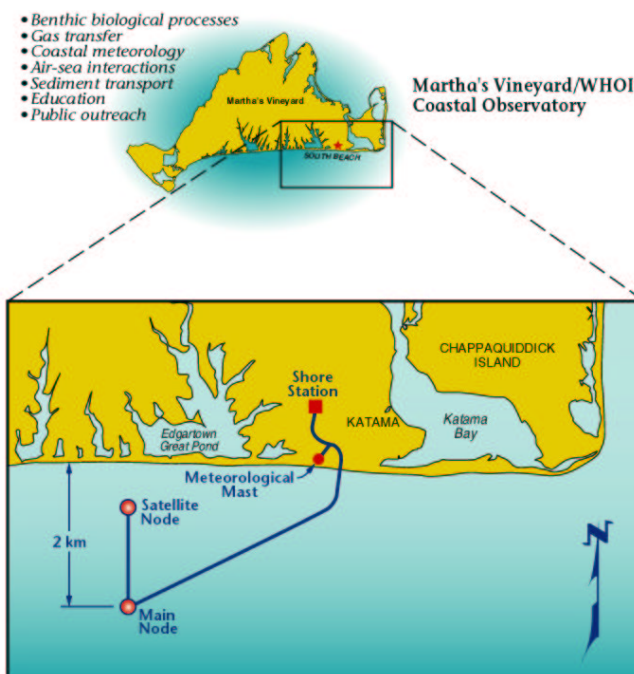 • Benthic biological processes
• Gas transfer
• Coastal meteorology
• Air-sea interactions
• Sediment transport
• Education
• Public outreach
Martha's Vineyard/WHOI
Coastal Observatory
Martha's Vineyard
SOUTH BEACH
CHAPPAQUIDDICK
ISLAND
Shore
Station
KATAMA
Katama
Bay
Edgartown
Great Pond
Meteorological
Mast
Satellite
Node
2 km
Main
Node
N